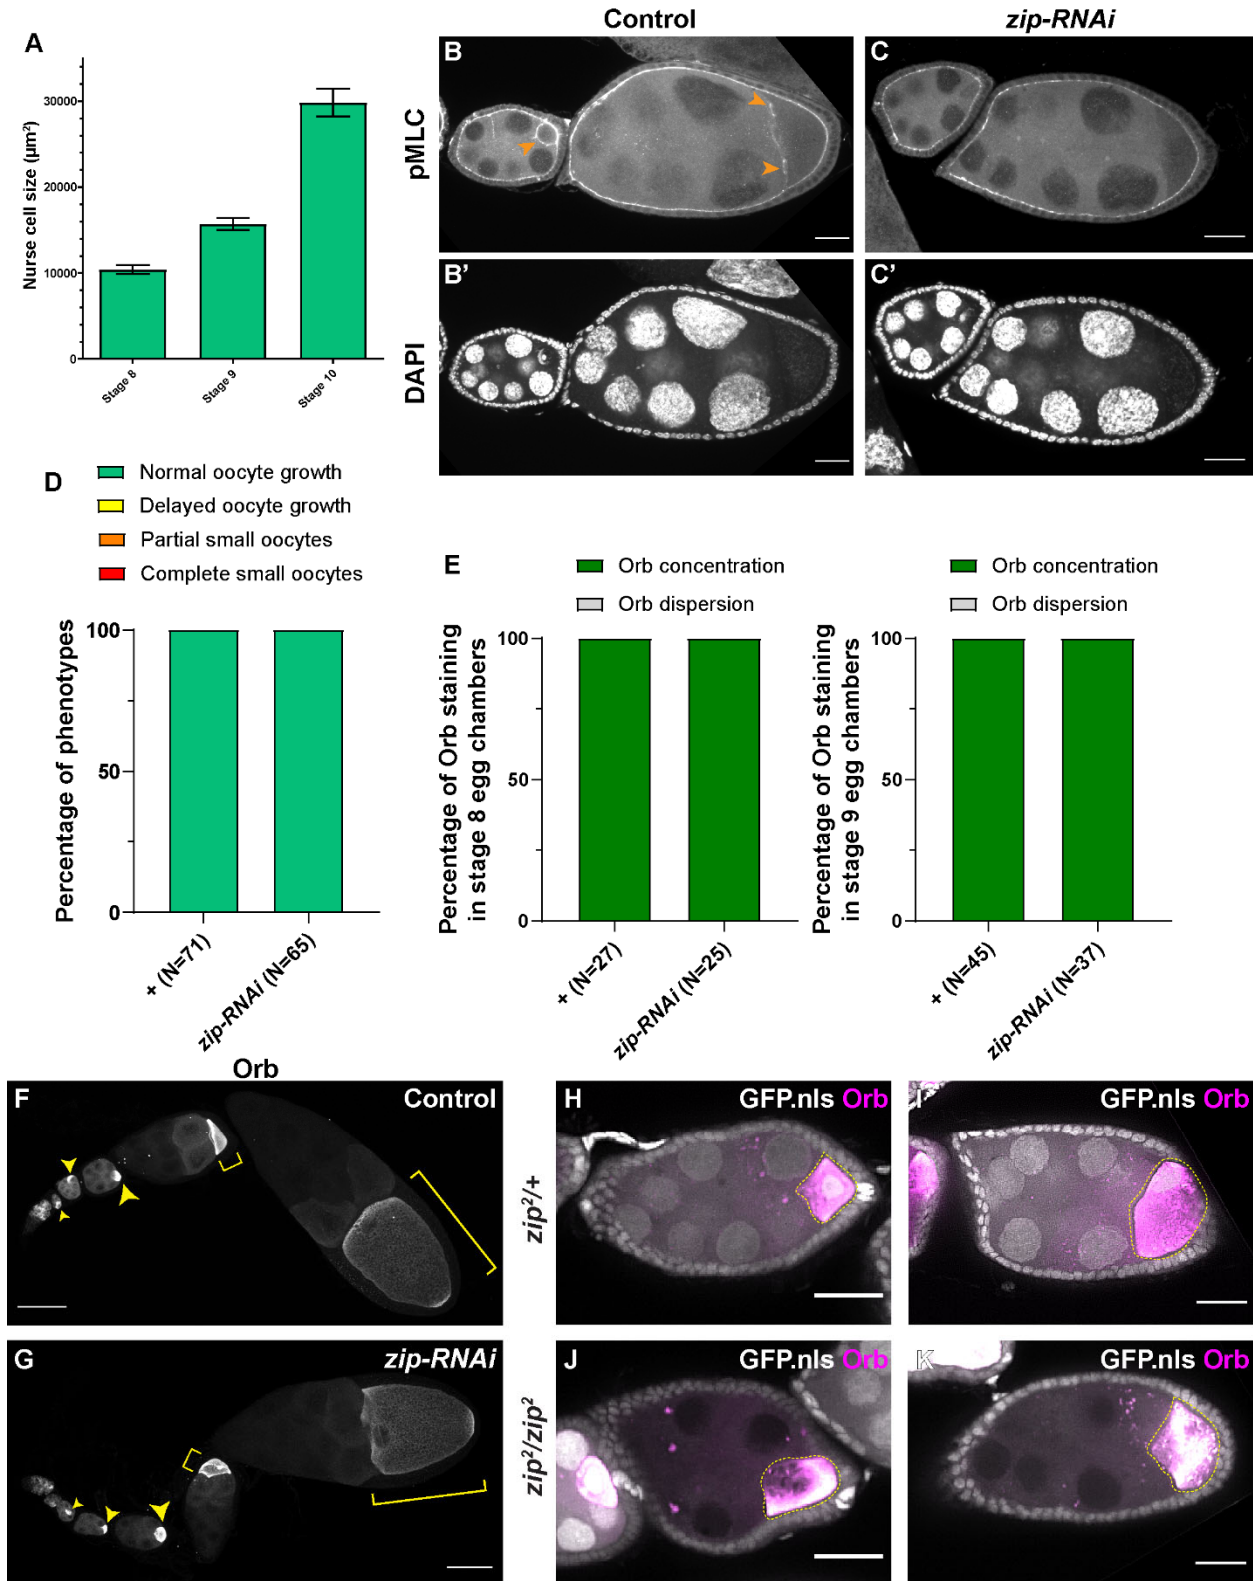 Control
zip-RNAi
A
Nurse cell size (µm²)
30000
20000
10000
0
Stage 8
Stage 9
Stage 10
pMLC
B
C
DAPI
B’
C’
D
Normal oocyte growth
Delayed oocyte growth
Partial small oocytes
Complete small oocytes
Percentage of phenotypes
100
50
0
+ (N=71)
zip-RNAi (N=65)
E
Orb concentration
Orb dispersion
Percentage of Orb staining
in stage 8 egg chambers
100
50
0
+ (N=27)
zip-RNAi (N=25)
Orb concentration
Orb dispersion
Percentage of Orb staining
in stage 9 egg chambers
100
50
0
+ (N=45)
zip-RNAi (N=37)
Orb
F
Control
G
zip-RNAi
zip²/+
H
GFP.nls Orb
I
GFP.nls Orb
zip²/zip²
J
GFP.nls Orb
K
GFP.nls Orb